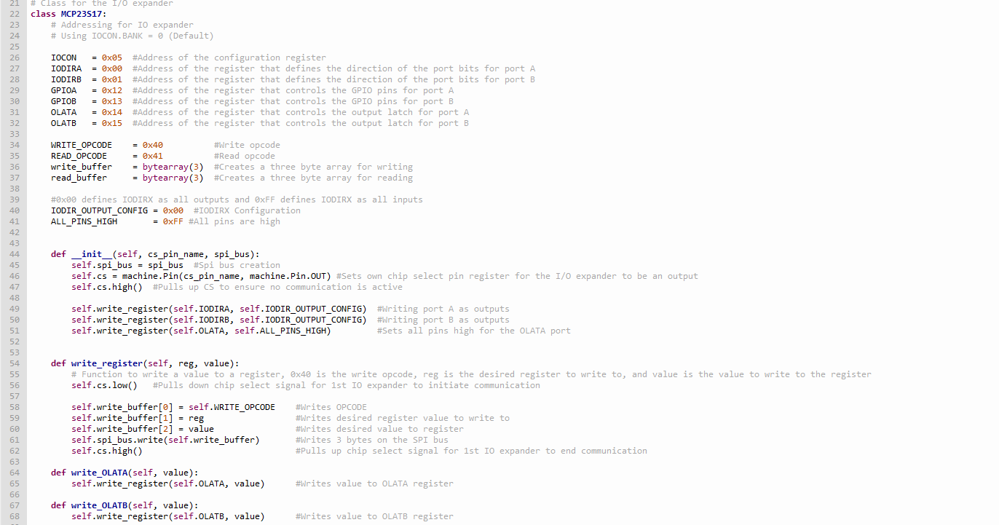 21 # Class for the I/O expander
22 class MCP23S17:
23     # Addressing for IO expander
24     # Using IOCON.BANK = 0 (Default)
25
26     IOCON   = 0x05  #Address of the configuration register
27     IODIRA  = 0x00  #Address of the register that defines the direction of the port bits for port A
28     IODIRB  = 0x01  #Address of the register that defines the direction of the port bits for port B
29     GPIOA   = 0x12  #Address of the register that controls the GPIO pins for port A
30     GPIOB   = 0x13  #Address of the register that controls the GPIO pins for port B
31     OLATA   = 0x14  #Address of the register that controls the output latch for port A
32     OLATB   = 0x15  #Address of the register that controls the output latch for port B
33
34     WRITE_OPCODE    = 0x40          #Write opcode
35     READ_OPCODE     = 0x41          #Read opcode
36     write_buffer    = bytearray(3)  #Creates a three byte array for writing
37     read_buffer     = bytearray(3)  #Creates a three byte array for reading
38
39     #0x00 defines IODIRX as all outputs and 0xFF defines IODIRX as all inputs
40     IODIR_OUTPUT_CONFIG = 0x00  #IODIRX Configuration
41     ALL_PINS_HIGH       = 0xFF #All pins are high
42
43
44     def __init__(self, cs_pin_name, spi_bus):
45         self.spi_bus = spi_bus  #Spi bus creation
46         self.cs = machine.Pin(cs_pin_name, machine.Pin.OUT) #Sets own chip select pin register for the I/O expander to be an output
47         self.cs.high()  #Pulls up CS to ensure no communication is active
48
49         self.write_register(self.IODIRA, self.IODIR_OUTPUT_CONFIG)  #Writing port A as outputs
50         self.write_register(self.IODIRB, self.IODIR_OUTPUT_CONFIG)  #Writing port B as outputs
51         self.write_register(self.OLATA, self.ALL_PINS_HIGH)         #Sets all pins high for the OLATA port
52
53
54     def write_register(self, reg, value):
55         # Function to write a value to a register, 0x40 is the write opcode, reg is the desired register to write to, and value is the value to write to the register
56         self.cs.low()   #Pulls down chip select signal for 1st IO expander to initiate communication
57
58         self.write_buffer[0] = self.WRITE_OPCODE    #Writes OPCODE
59         self.write_buffer[1] = reg                  #Writes desired register value to write to
60         self.write_buffer[2] = value                #Writes desired value to register
61         self.spi_bus.write(self.write_buffer)       #Writes 3 bytes on the SPI bus
62         self.cs.high()                              #Pulls up chip select signal for 1st IO expander to end communication
63
64     def write_OLATA(self, value):
65         self.write_register(self.OLATA, value)      #Writes value to OLATA register
66
67     def write_OLATB(self, value):
68         self.write_register(self.OLATB, value)      #Writes value to OLATB register